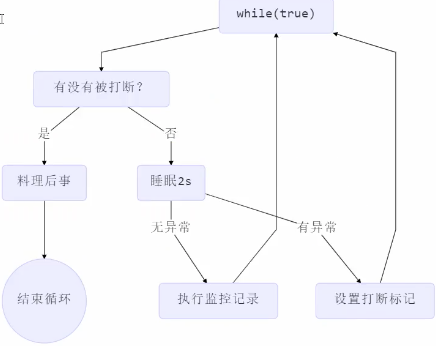 while(true)
有没有被打断？
是
否
料理后事
睡眠2s
无异常
有异常
结束循环
执行监控记录
设置打断标记